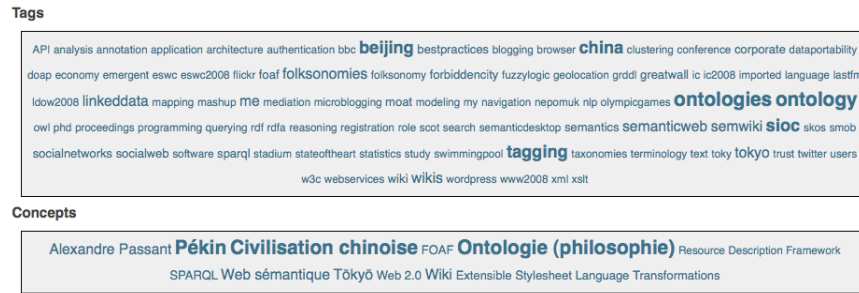 Tags
API analysis annotation application architecture authentication bbc beijing bestpractices blogging browser china clustering conference corporate dataportability
doap economy emergent eswc eswc2008 flickr foaf folksonomies folksonomy forbiddencity fuzzylogic geolocation grddl greatwall ic ic2008 imported language lastfm
ldow2008 linkeddata mapping mashup me mediation microblogging moat modeling my navigation nepomuk nlp olympicgames ontologies ontology
owl phd proceedings programming querying rdf rdfa reasoning registration role scot search semanticdesktop semantics semanticweb semwiki sioc skos smob
socialnetworks socialweb software sparql stadium stateoftheart statistics study swimmingpool tagging taxonomies terminology text toky tokyo trust twitter users
w3c webservices wiki wikis wordpress www2008 xml xslt
Concepts
Alexandre Passant Pékin Civilisation chinoise FOAF Ontologie (philosophie) Resource Description Framework
SPARQL Web sémantique Tōkyō Web 2.0 Wiki Extensible Stylesheet Language Transformations